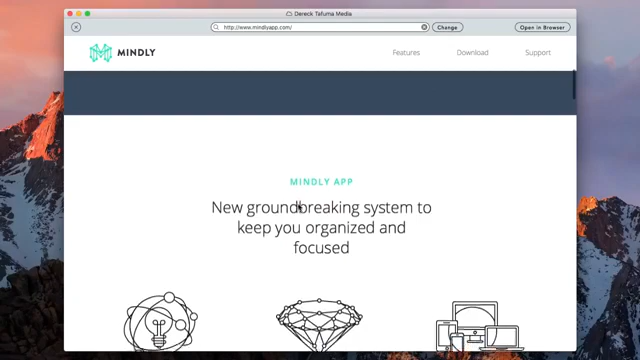 Dereck Tafuma Media
http://www.mindlyapp.com/
Change
Open in Browser
MINDLY
Features
Download
Support
MINDLY APP
New groundbreaking system to
keep you organized and
focused